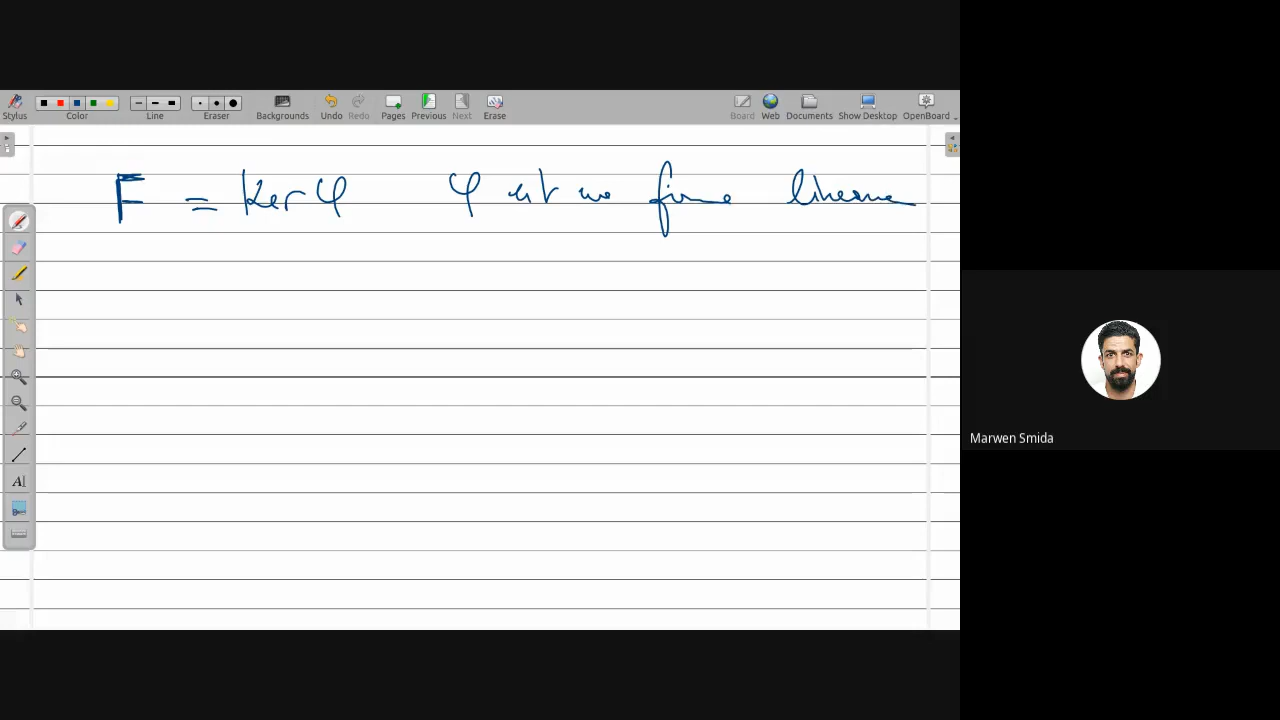 Stylus Color Line Eraser Backgrounds Undo Redo Pages Previous Next Erase Board Web Documents Show Desktop OpenBoard
F = Ker φ φ est une forme linéaire
Marwen Smida